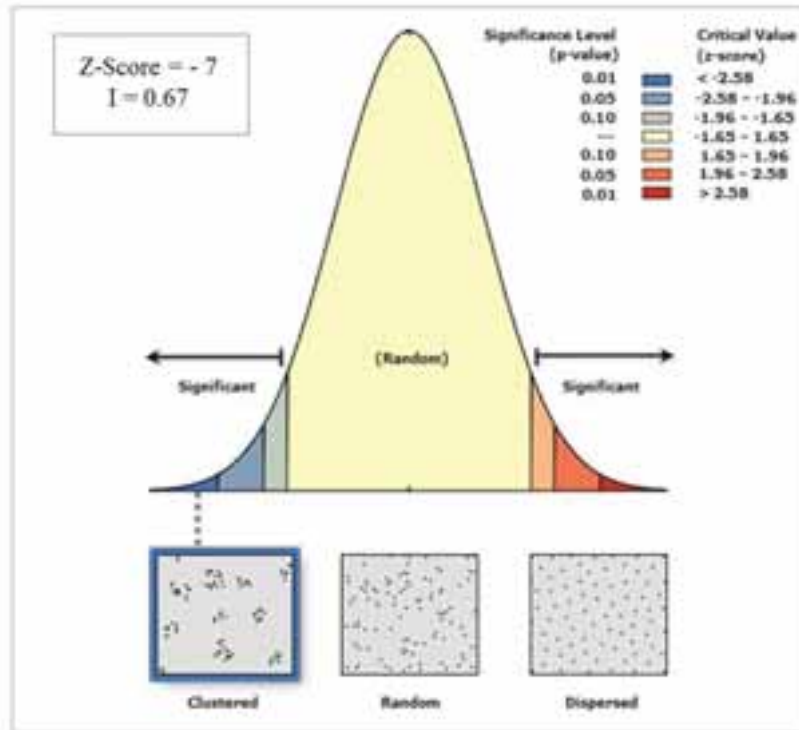 Z-Score = - 7
I = 0.67
Significance Level
(p-value)
Critical Value
(z-score)
0.01 < -2.58
0.05 -2.58 – -1.96
0.10 -1.96 – -1.65
— -1.65 – 1.65
0.10 1.65 – 1.96
0.05 1.96 – 2.58
0.01 > 2.58
(Random)
Significant
Significant
Clustered
Random
Dispersed